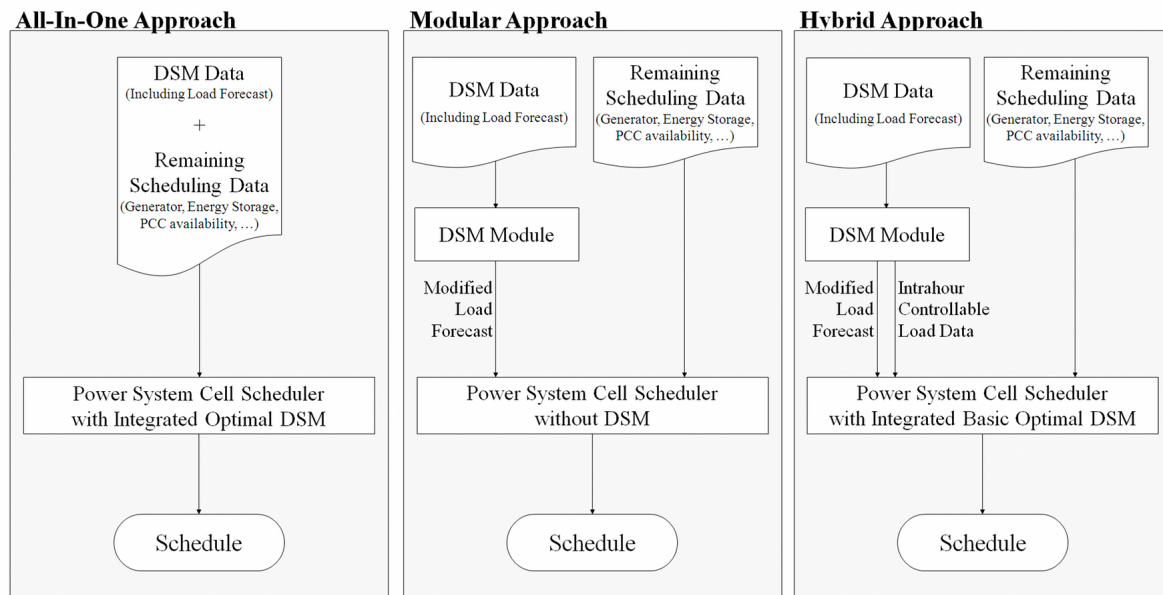 All-In-One Approach
DSM Data
(Including Load Forecast)
+
Remaining
Scheduling Data
(Generator, Energy Storage,
PCC availability, …)
Power System Cell Scheduler
with Integrated Optimal DSM
Schedule
Modular Approach
DSM Data
(Including Load Forecast)
Remaining
Scheduling Data
(Generator, Energy Storage,
PCC availability, …)
DSM Module
Modified
Load
Forecast
Power System Cell Scheduler
without DSM
Schedule
Hybrid Approach
DSM Data
(Including Load Forecast)
Remaining
Scheduling Data
(Generator, Energy Storage,
PCC availability, …)
DSM Module
Modified
Load
Forecast
Intrahour
Controllable
Load Data
Power System Cell Scheduler
with Integrated Basic Optimal DSM
Schedule